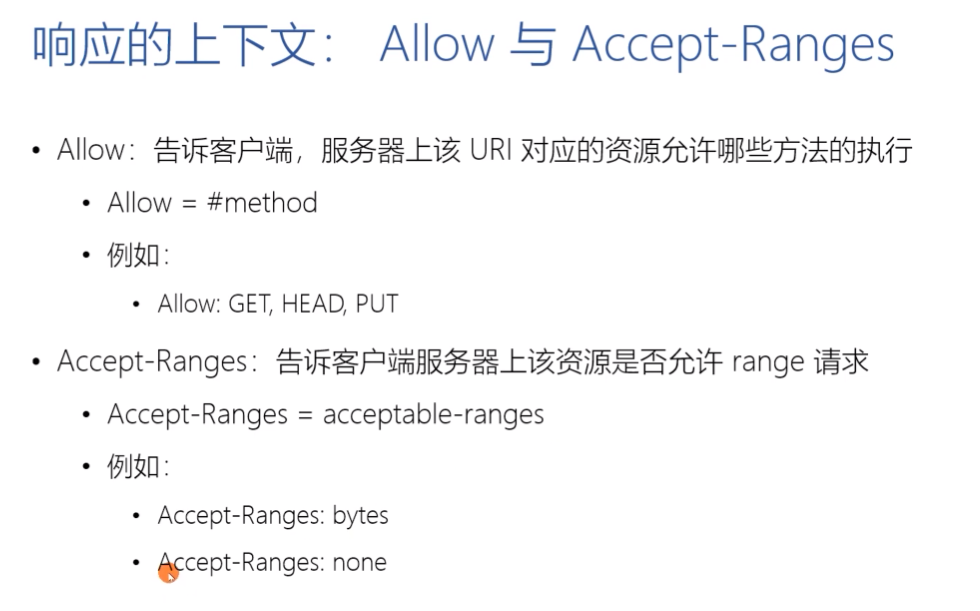 响应的上下文： Allow 与 Accept-Ranges
• Allow：告诉客户端，服务器上该 URI 对应的资源允许哪些方法的执行
• Allow = #method
• 例如：
• Allow: GET, HEAD, PUT
• Accept-Ranges：告诉客户端服务器上该资源是否允许 range 请求
• Accept-Ranges = acceptable-ranges
• 例如：
• Accept-Ranges: bytes
• Accept-Ranges: none